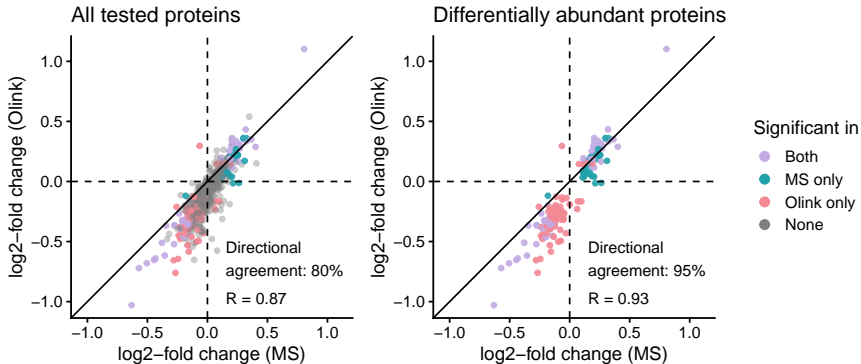 All tested proteins
log2−fold change (Olink)
1.0
0.5
0.0
−0.5
−1.0
Directional
agreement: 80%
R = 0.87
−1.0
−0.5
0.0
0.5
1.0
log2−fold change (MS)
Differentially abundant proteins
log2−fold change (Olink)
1.0
0.5
0.0
−0.5
−1.0
Directional
agreement: 95%
R = 0.93
−1.0
−0.5
0.0
0.5
1.0
log2−fold change (MS)
Significant in
Both
MS only
Olink only
None